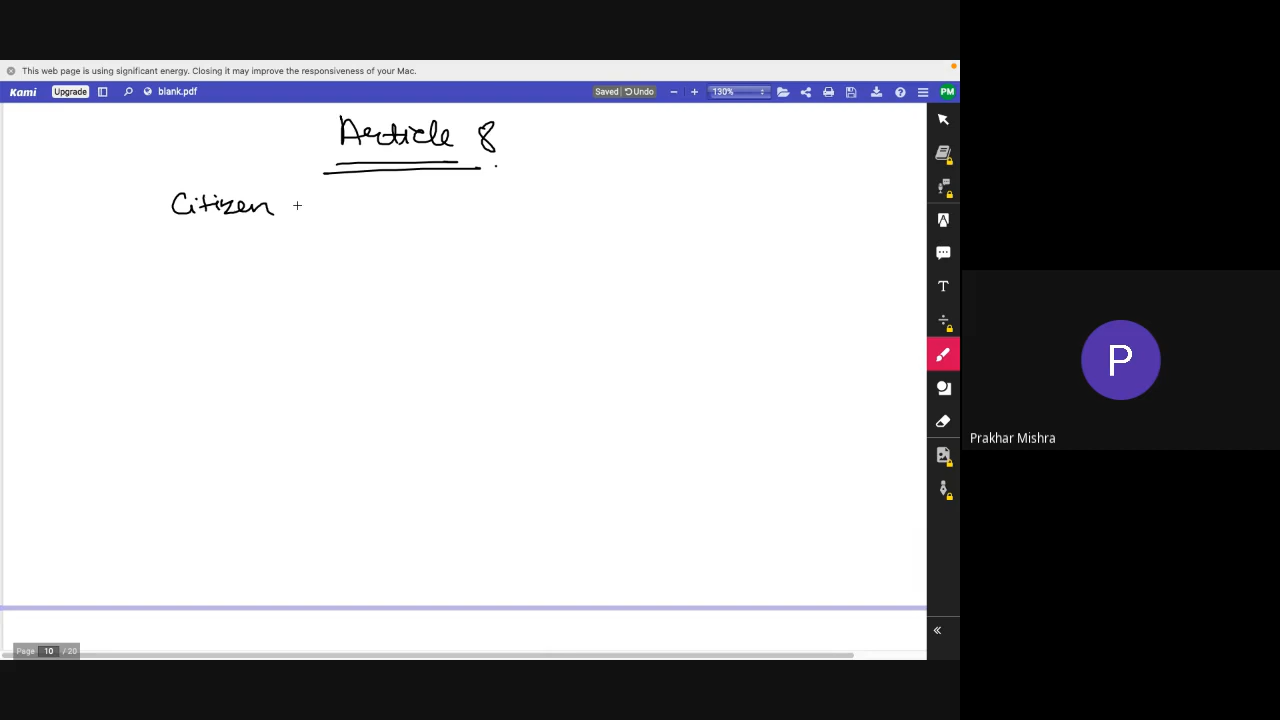 This web page is using significant energy. Closing it may improve the responsiveness of your Mac.
Kami Upgrade blank.pdf Saved Undo 130% PM
Article 8
Citizen
T
P
Prakhar Mishra
Page 10 / 20